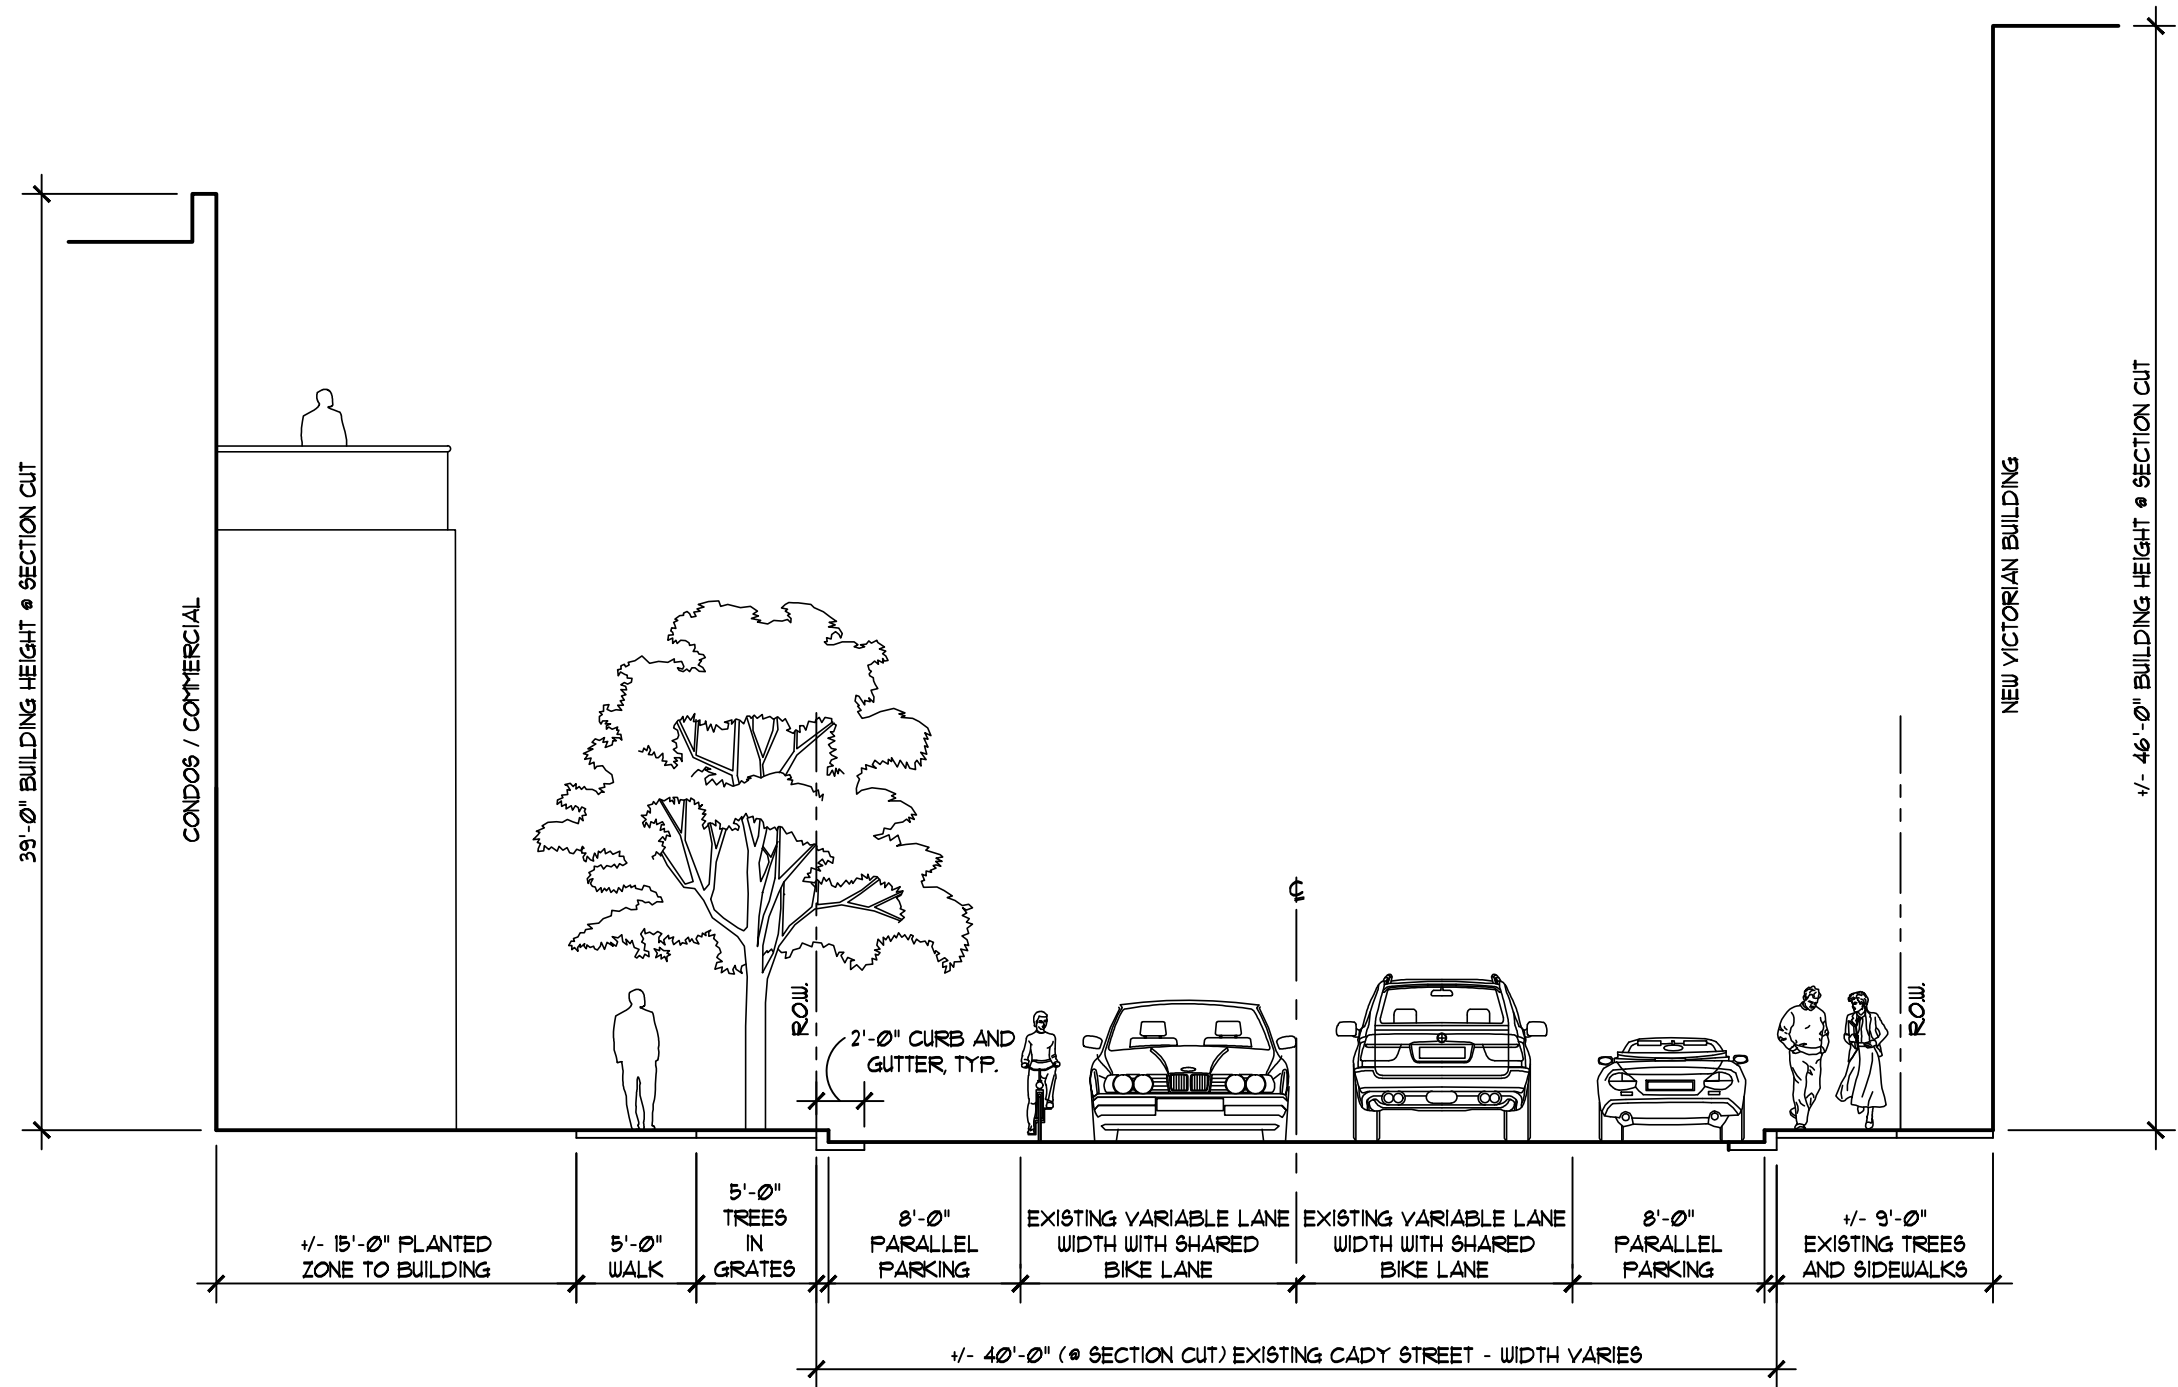 39'-0" BUILDING HEIGHT @ SECTION CUT
CONDOS / COMMERCIAL
R.O.W.
2'-0" CURB AND
GUTTER, TYP.
℄
R.O.W.
NEW VICTORIAN BUILDING
+/- 46'-0" BUILDING HEIGHT @ SECTION CUT
+/- 15'-0" PLANTED
ZONE TO BUILDING
5'-0"
WALK
5'-0"
TREES
IN
GRATES
8'-0"
PARALLEL
PARKING
EXISTING VARIABLE LANE
WIDTH WITH SHARED
BIKE LANE
EXISTING VARIABLE LANE
WIDTH WITH SHARED
BIKE LANE
8'-0"
PARALLEL
PARKING
+/- 9'-0"
EXISTING TREES
AND SIDEWALKS
+/- 40'-0" (@ SECTION CUT) EXISTING CADY STREET - WIDTH VARIES